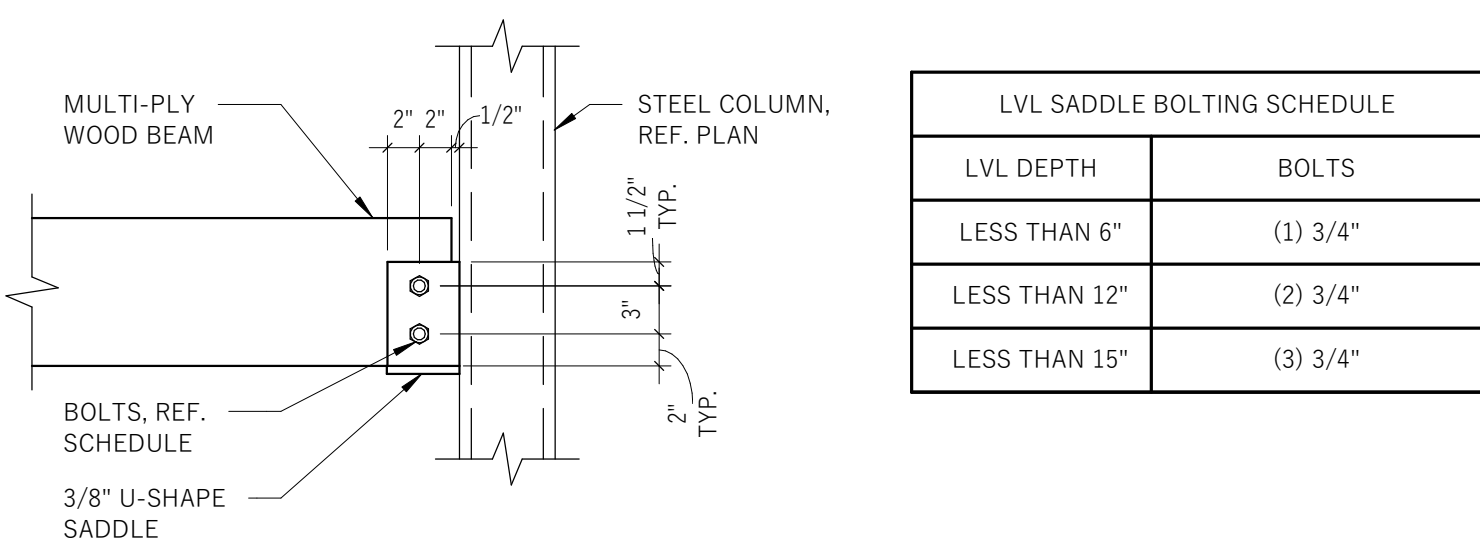 MULTI-PLY
WOOD BEAM
2" 2" 1/2"
STEEL COLUMN,
REF. PLAN
1 1/2"
TYP.
3"
2"
TYP.
BOLTS, REF.
SCHEDULE
3/8" U-SHAPE
SADDLE
LVL SADDLE BOLTING SCHEDULE
LVL DEPTH BOLTS
LESS THAN 6" (1) 3/4"
LESS THAN 12" (2) 3/4"
LESS THAN 15" (3) 3/4"